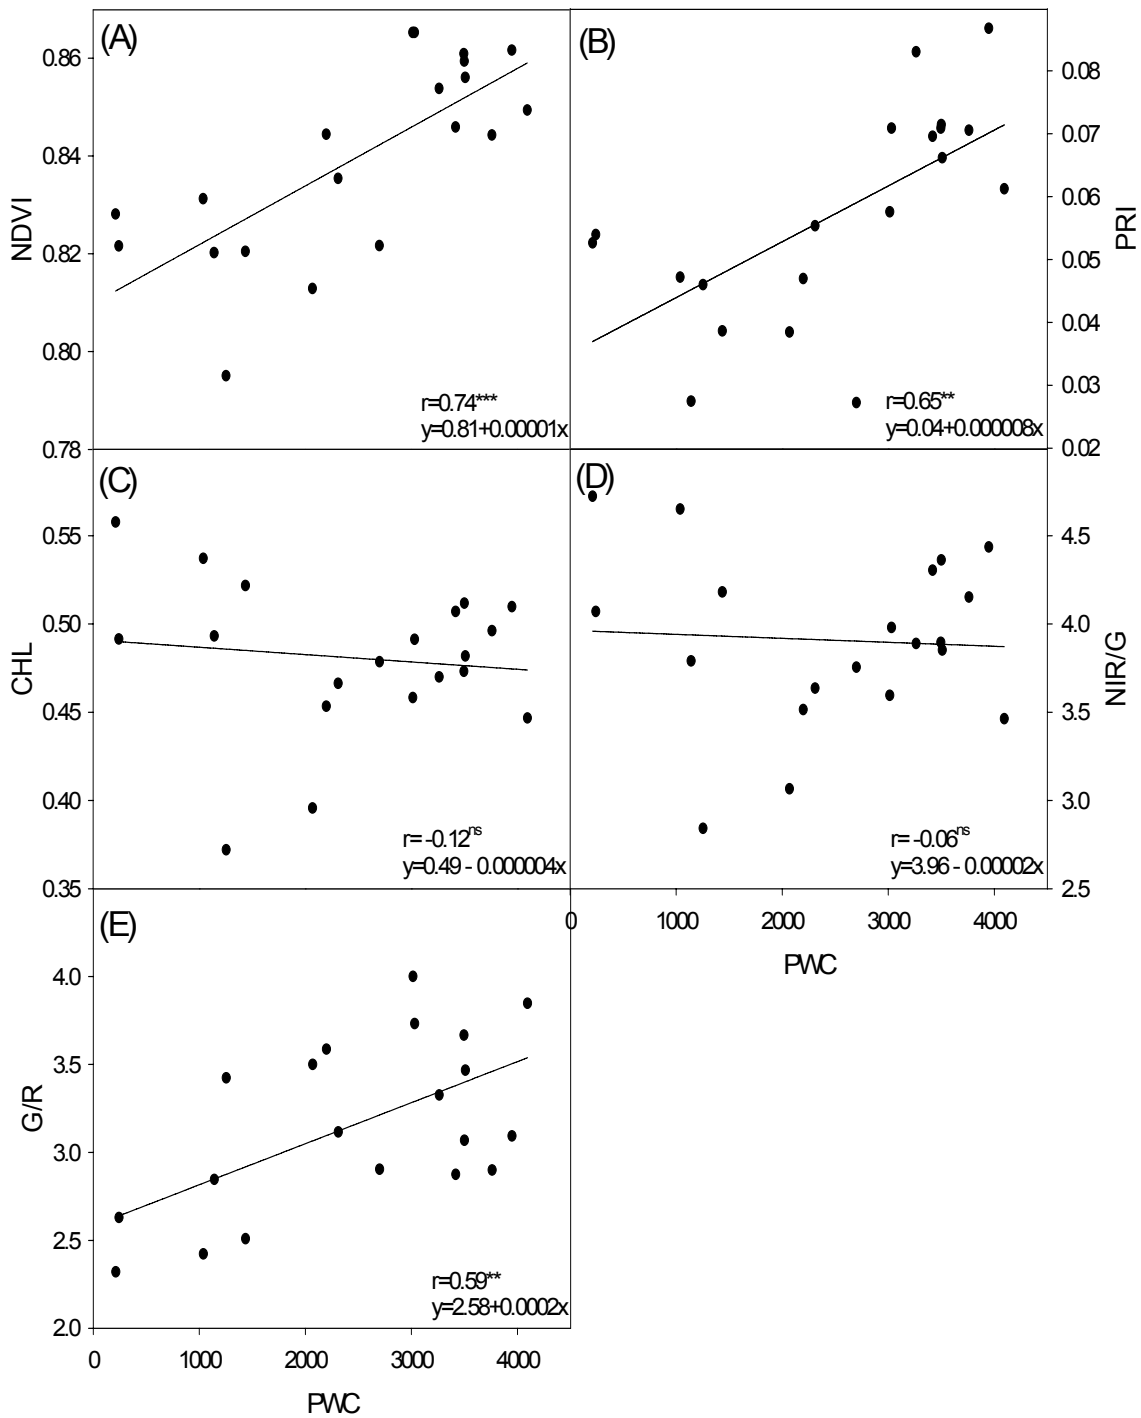 (A)
NDVI
0.86
0.84
0.82
0.80
0.78
r=0.74***
y=0.81+0.00001x
(B)
PRI
0.08
0.07
0.06
0.05
0.04
0.03
0.02
r=0.65**
y=0.04+0.000008x
(C)
CHL
0.55
0.50
0.45
0.40
0.35
r= -0.12ns
y=0.49 - 0.000004x
(D)
NIR/G
4.5
4.0
3.5
3.0
2.5
r= -0.06ns
y=3.96 - 0.00002x
0 1000 2000 3000 4000
PWC
(E)
G/R
4.0
3.5
3.0
2.5
2.0
r=0.59**
y=2.58+0.0002x
0 1000 2000 3000 4000
PWC